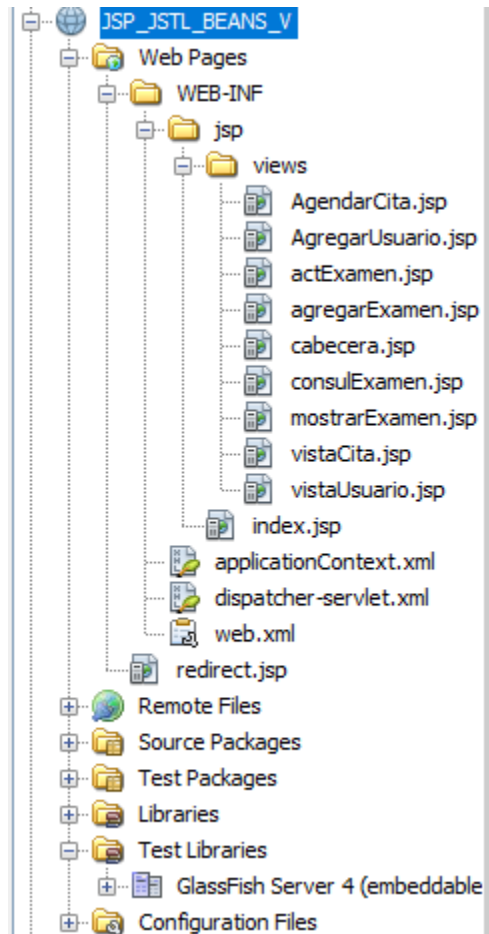 JSP_JSTL_BEANS_V
Web Pages
WEB-INF
jsp
views
AgendarCita.jsp
AgregarUsuario.jsp
actExamen.jsp
agregarExamen.jsp
cabecera.jsp
consulExamen.jsp
mostrarExamen.jsp
vistaCita.jsp
vistaUsuario.jsp
index.jsp
applicationContext.xml
dispatcher-servlet.xml
web.xml
redirect.jsp
Remote Files
Source Packages
Test Packages
Libraries
Test Libraries
GlassFish Server 4 (embeddable
Configuration Files